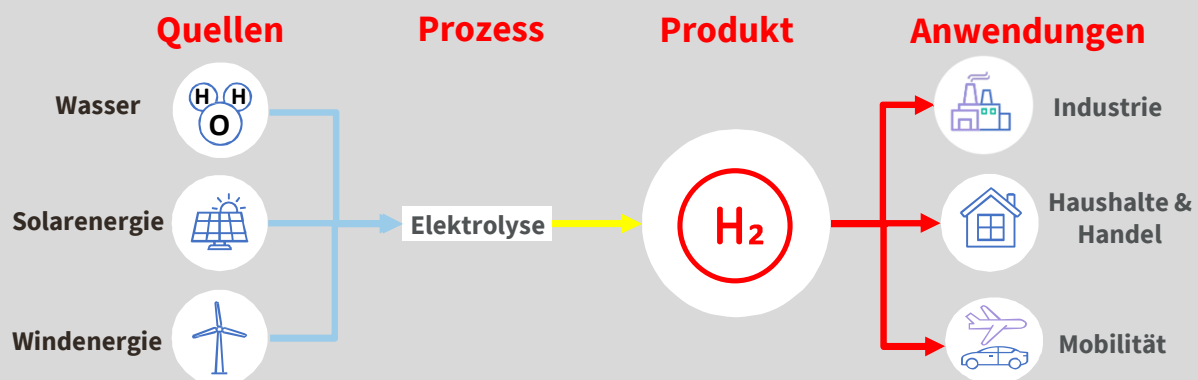 Quellen
Prozess
Produkt
Anwendungen
Wasser
H H
O
Industrie
Solarenergie
Elektrolyse
H₂
Haushalte &
Handel
Windenergie
Mobilität